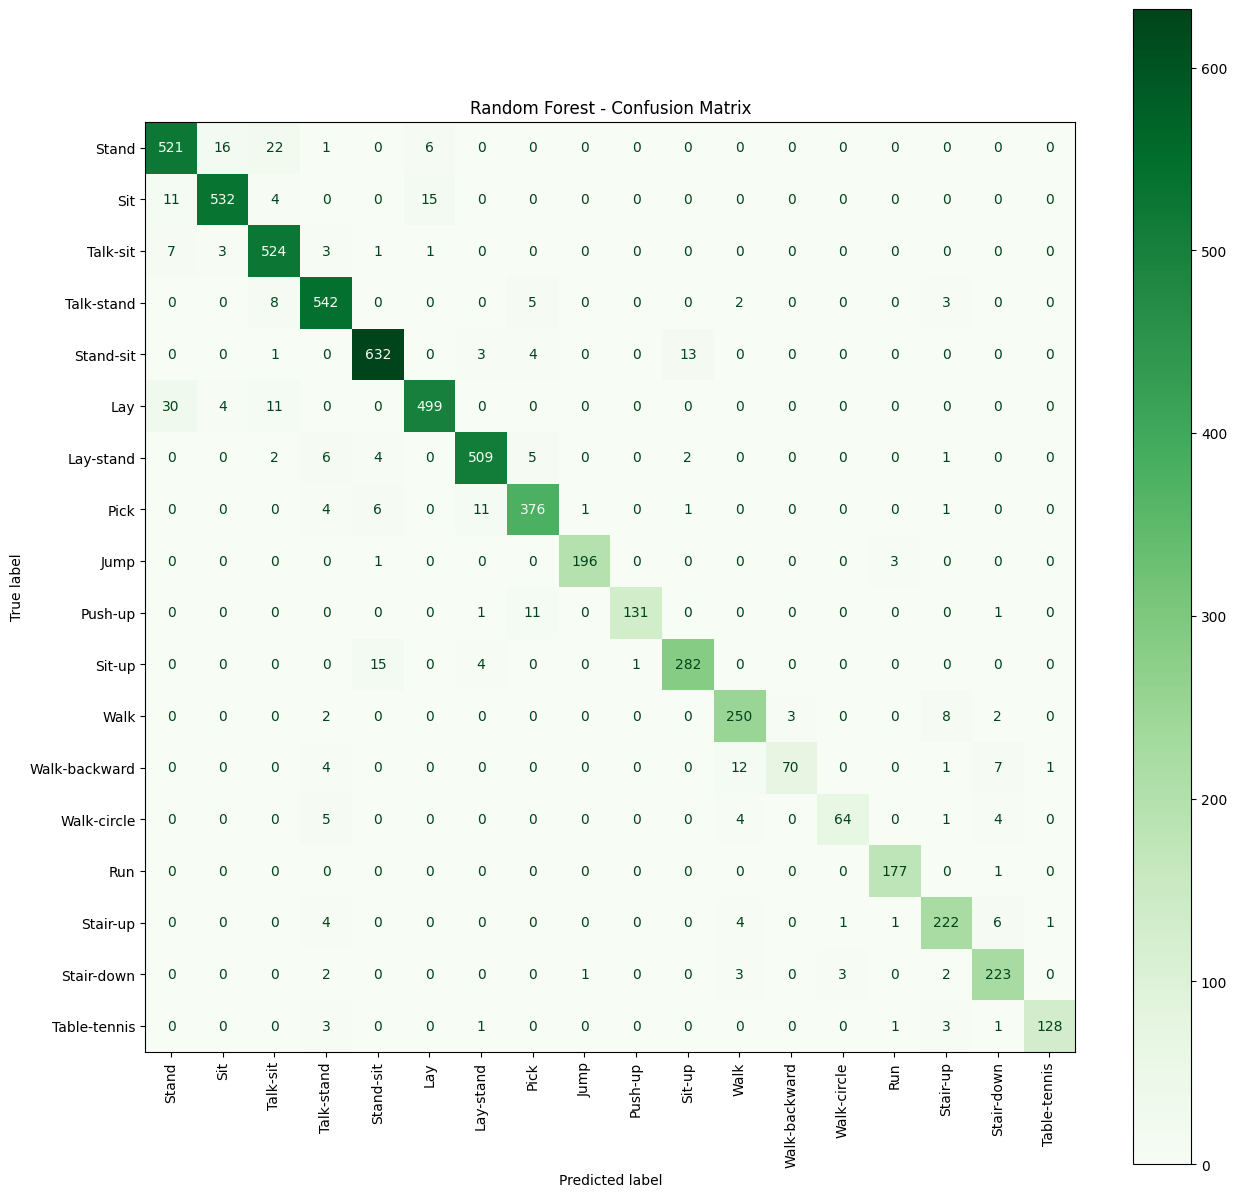 Random Forest - Confusion Matrix
True label
Stand 521 16 22 1 0 6 0 0 0 0 0 0 0 0 0 0 0 0
Sit 11 532 4 0 0 15 0 0 0 0 0 0 0 0 0 0 0 0
Talk-sit 7 3 524 3 1 1 0 0 0 0 0 0 0 0 0 0 0 0
Talk-stand 0 0 8 542 0 0 0 5 0 0 0 2 0 0 0 3 0 0
Stand-sit 0 0 1 0 632 0 3 4 0 0 13 0 0 0 0 0 0 0
Lay 30 4 11 0 0 499 0 0 0 0 0 0 0 0 0 0 0 0
Lay-stand 0 0 2 6 4 0 509 5 0 0 2 0 0 0 0 1 0 0
Pick 0 0 0 4 6 0 11 376 1 0 1 0 0 0 0 1 0 0
Jump 0 0 0 0 1 0 0 0 196 0 0 0 0 0 3 0 0 0
Push-up 0 0 0 0 0 0 1 11 0 131 0 0 0 0 0 0 1 0
Sit-up 0 0 0 0 15 0 4 0 0 1 282 0 0 0 0 0 0 0
Walk 0 0 0 2 0 0 0 0 0 0 0 250 3 0 0 8 2 0
Walk-backward 0 0 0 4 0 0 0 0 0 0 0 12 70 0 0 1 7 1
Walk-circle 0 0 0 5 0 0 0 0 0 0 0 4 0 64 0 1 4 0
Run 0 0 0 0 0 0 0 0 0 0 0 0 0 0 177 0 1 0
Stair-up 0 0 0 4 0 0 0 0 0 0 0 4 0 1 1 222 6 1
Stair-down 0 0 0 2 0 0 0 0 1 0 0 3 0 3 0 2 223 0
Table-tennis 0 0 0 3 0 0 1 0 0 0 0 0 0 0 1 3 1 128
Stand Sit Talk-sit Talk-stand Stand-sit Lay Lay-stand Pick Jump Push-up Sit-up Walk Walk-backward Walk-circle Run Stair-up Stair-down Table-tennis
Predicted label
600
500
400
300
200
100
0